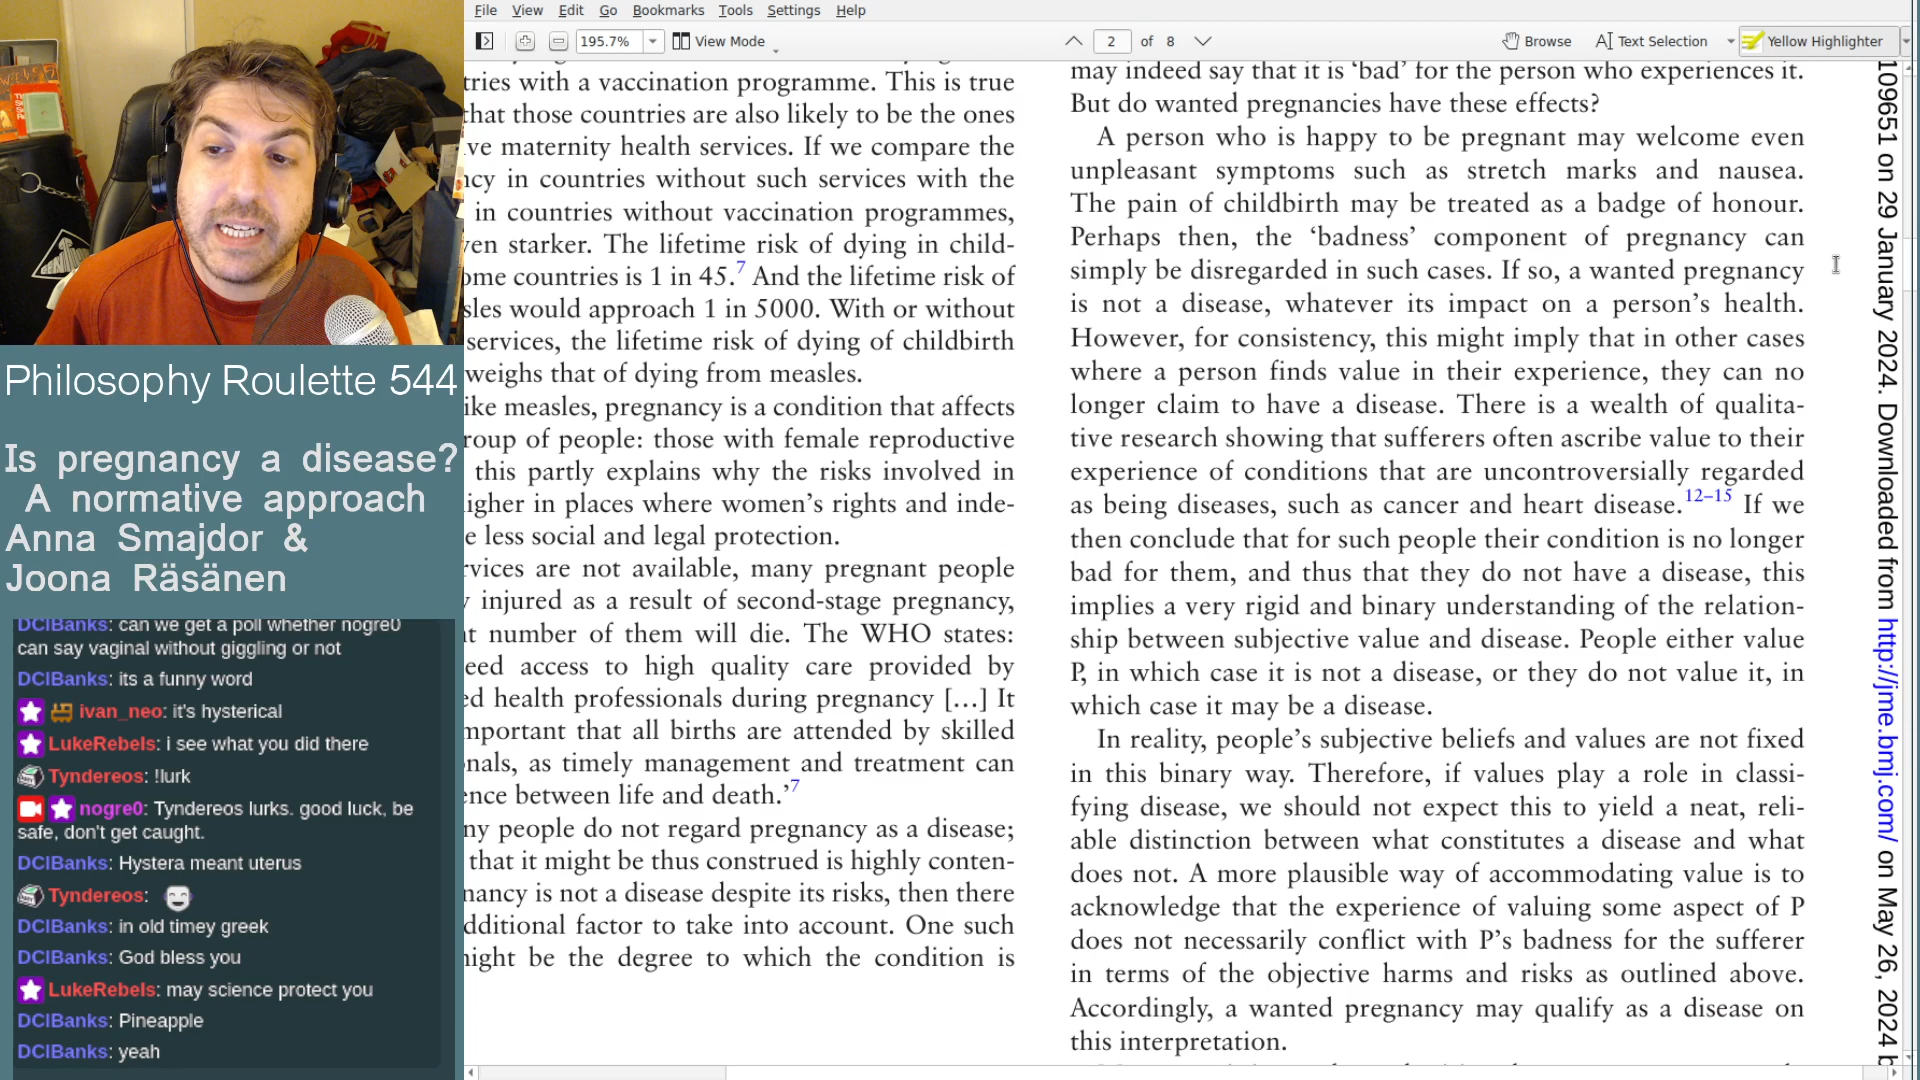 File View Edit Go Bookmarks Tools Settings Help
195.7% View Mode 2 of 8 Browse Text Selection Yellow Highlighter
tries with a vaccination programme. This is true
that those countries are also likely to be the ones
ve maternity health services. If we compare the
ncy in countries without such services with the
in countries without vaccination programmes,
ven starker. The lifetime risk of dying in child-
ome countries is 1 in 45.7 And the lifetime risk of
sles would approach 1 in 5000. With or without
services, the lifetime risk of dying of childbirth
weighs that of dying from measles.
ike measles, pregnancy is a condition that affects
roup of people: those with female reproductive
this partly explains why the risks involved in
igher in places where women's rights and inde-
e less social and legal protection.
rvices are not available, many pregnant people
y injured as a result of second-stage pregnancy,
nt number of them will die. The WHO states:
eed access to high quality care provided by
ed health professionals during pregnancy […] It
mportant that all births are attended by skilled
onals, as timely management and treatment can
ence between life and death.'7
ny people do not regard pregnancy as a disease;
that it might be thus construed is highly conten-
nancy is not a disease despite its risks, then there
dditional factor to take into account. One such
night be the degree to which the condition is
may indeed say that it is 'bad' for the person who experiences it.
But do wanted pregnancies have these effects?
A person who is happy to be pregnant may welcome even
unpleasant symptoms such as stretch marks and nausea.
The pain of childbirth may be treated as a badge of honour.
Perhaps then, the 'badness' component of pregnancy can
simply be disregarded in such cases. If so, a wanted pregnancy
is not a disease, whatever its impact on a person's health.
However, for consistency, this might imply that in other cases
where a person finds value in their experience, they can no
longer claim to have a disease. There is a wealth of qualita-
tive research showing that sufferers often ascribe value to their
experience of conditions that are uncontroversially regarded
as being diseases, such as cancer and heart disease.12–15 If we
then conclude that for such people their condition is no longer
bad for them, and thus that they do not have a disease, this
implies a very rigid and binary understanding of the relation-
ship between subjective value and disease. People either value
P, in which case it is not a disease, or they do not value it, in
which case it may be a disease.
In reality, people's subjective beliefs and values are not fixed
in this binary way. Therefore, if values play a role in classi-
fying disease, we should not expect this to yield a neat, reli-
able distinction between what constitutes a disease and what
does not. A more plausible way of accommodating value is to
acknowledge that the experience of valuing some aspect of P
does not necessarily conflict with P's badness for the sufferer
in terms of the objective harms and risks as outlined above.
Accordingly, a wanted pregnancy may qualify as a disease on
this interpretation.
109651 on 29 January 2024. Downloaded from http://jme.bmj.com/ on May 26, 2024 b
Philosophy Roulette 544
Is pregnancy a disease?
A normative approach
Anna Smajdor &
Joona Räsänen
DCIBanks: can we get a poll whether nogre0
can say vaginal without giggling or not
DCIBanks: its a funny word
ivan_neo: it's hysterical
LukeRebels: i see what you did there
Tyndereos: !lurk
nogre0: Tyndereos lurks. good luck, be
safe, don't get caught.
DCIBanks: Hystera meant uterus
Tyndereos:
DCIBanks: in old timey greek
DCIBanks: God bless you
LukeRebels: may science protect you
DCIBanks: Pineapple
DCIBanks: yeah